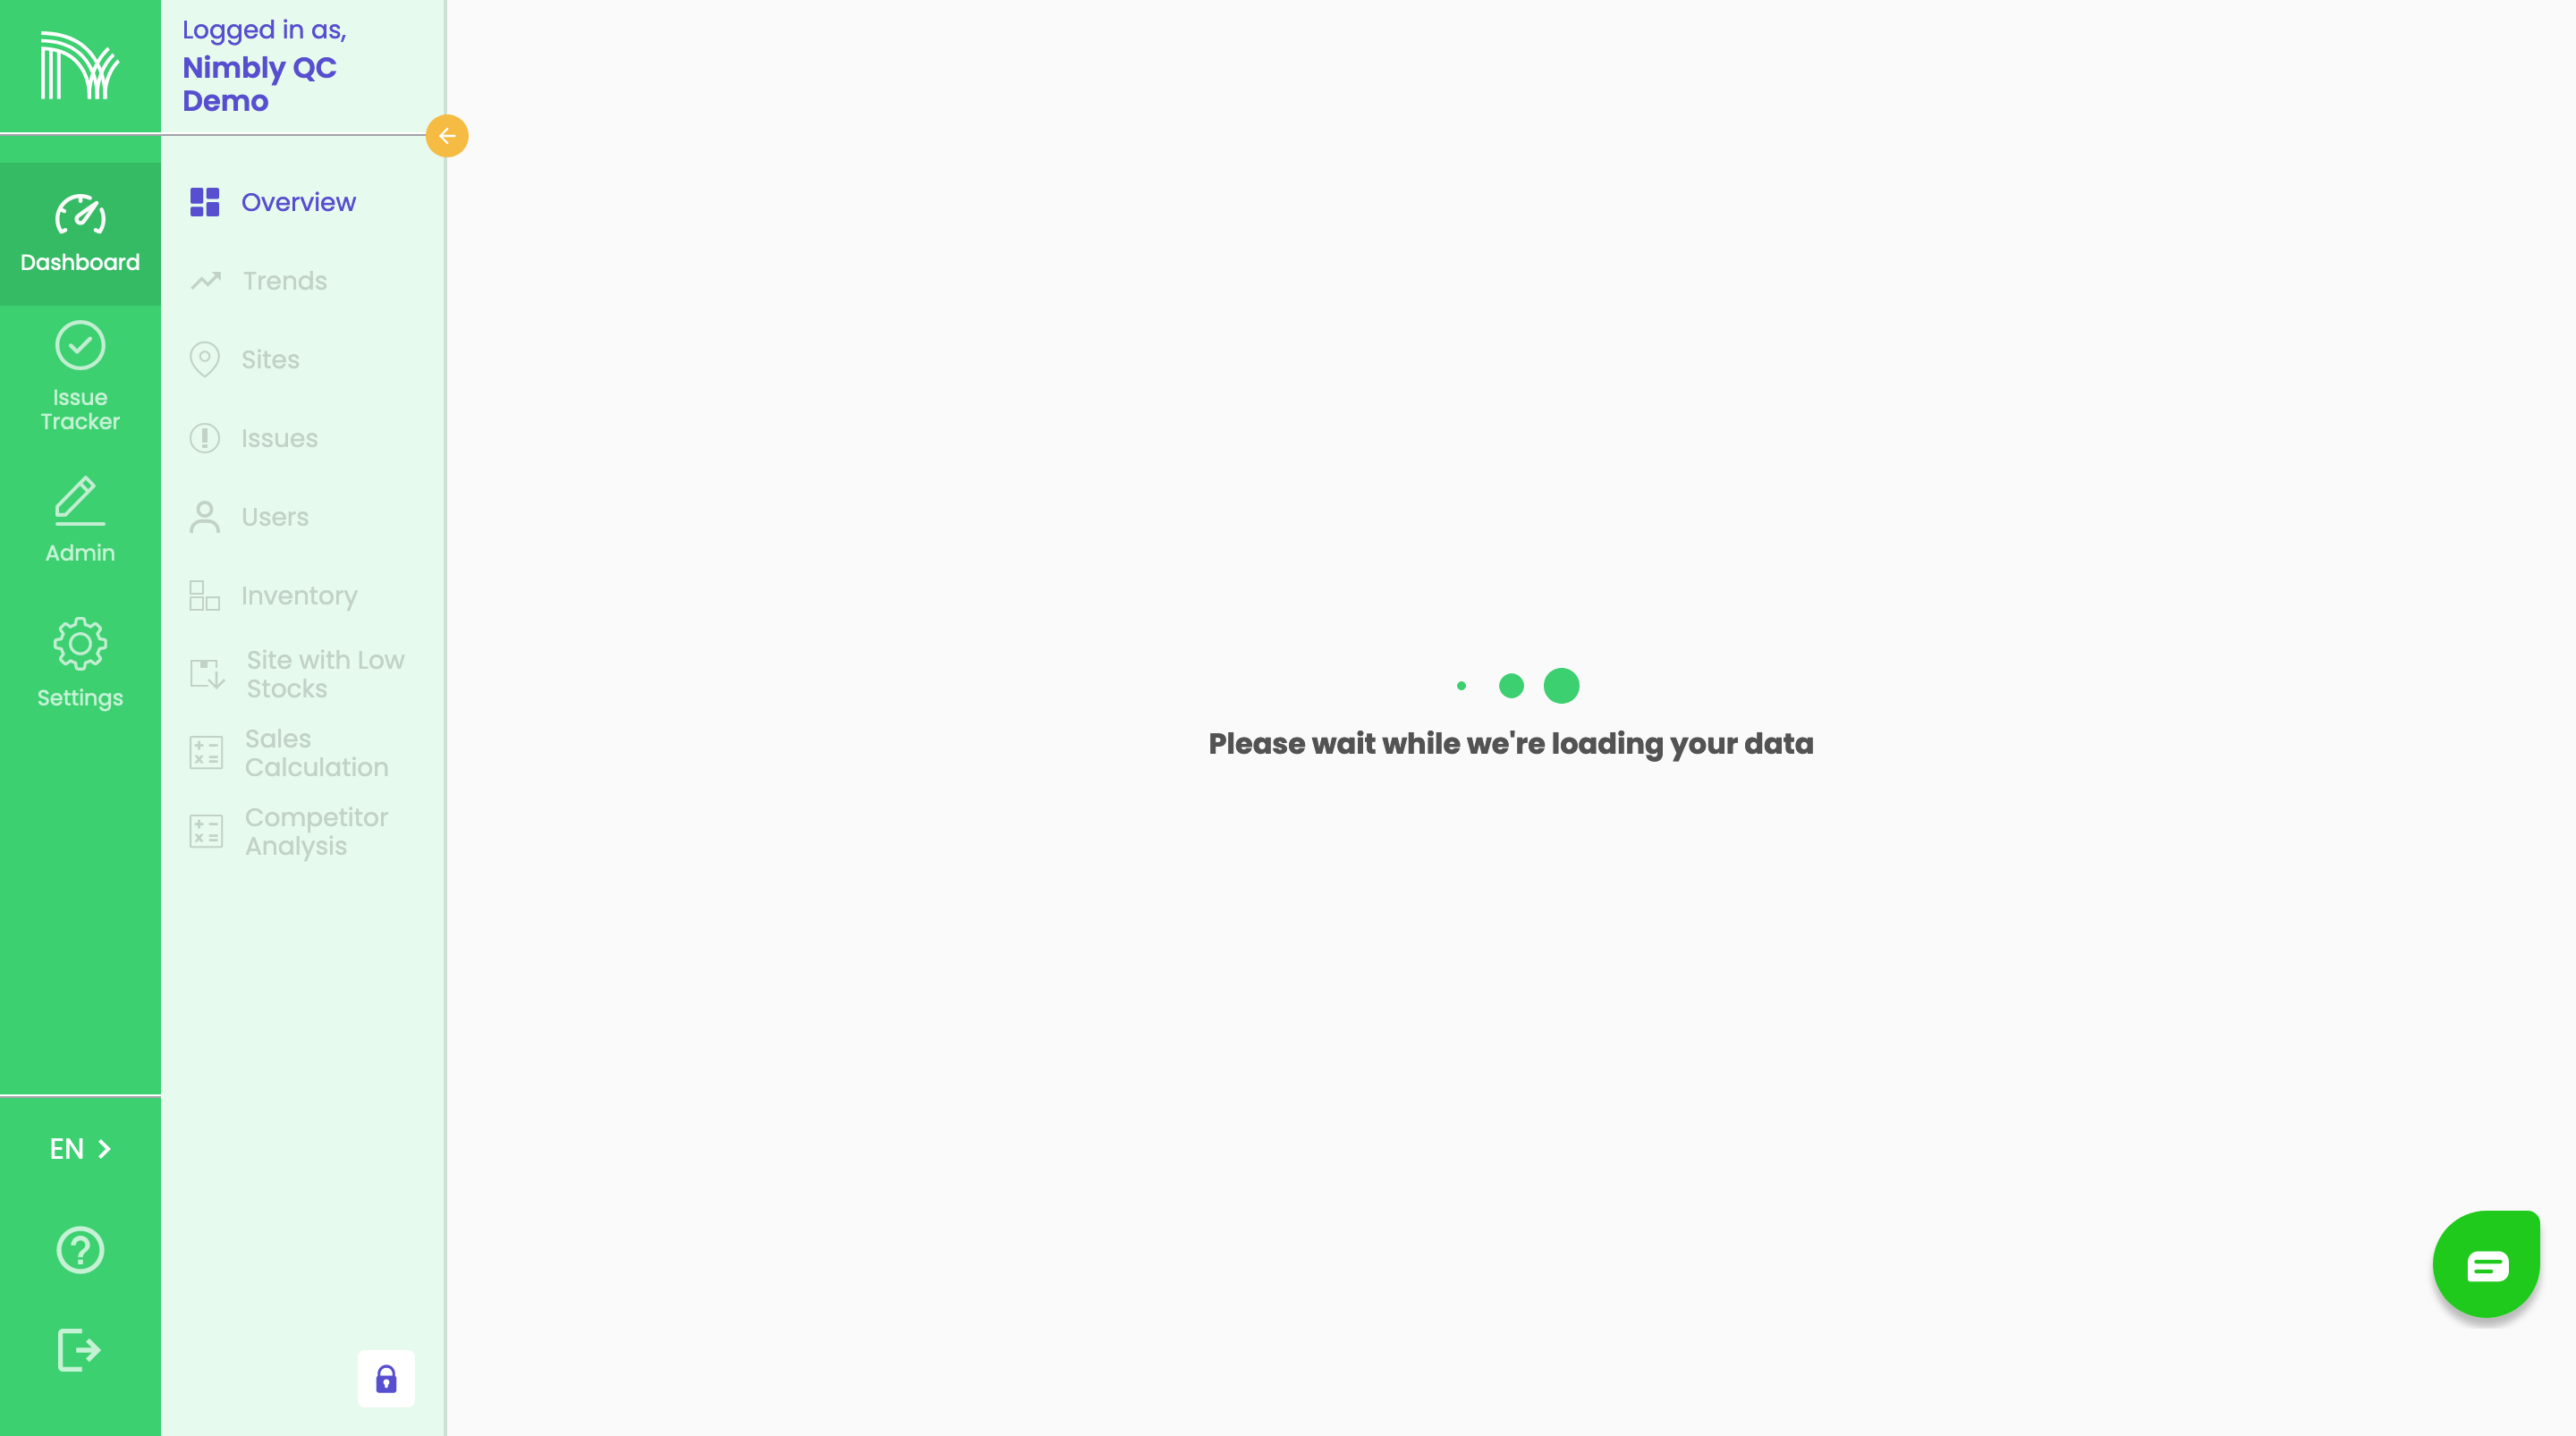 Logged in as,
Nimbly QC
Demo
Dashboard
Issue
Tracker
Admin
Settings
EN
Overview
Trends
Sites
Issues
Users
Inventory
Site with Low
Stocks
Sales
Calculation
Competitor
Analysis
Please wait while we're loading your data